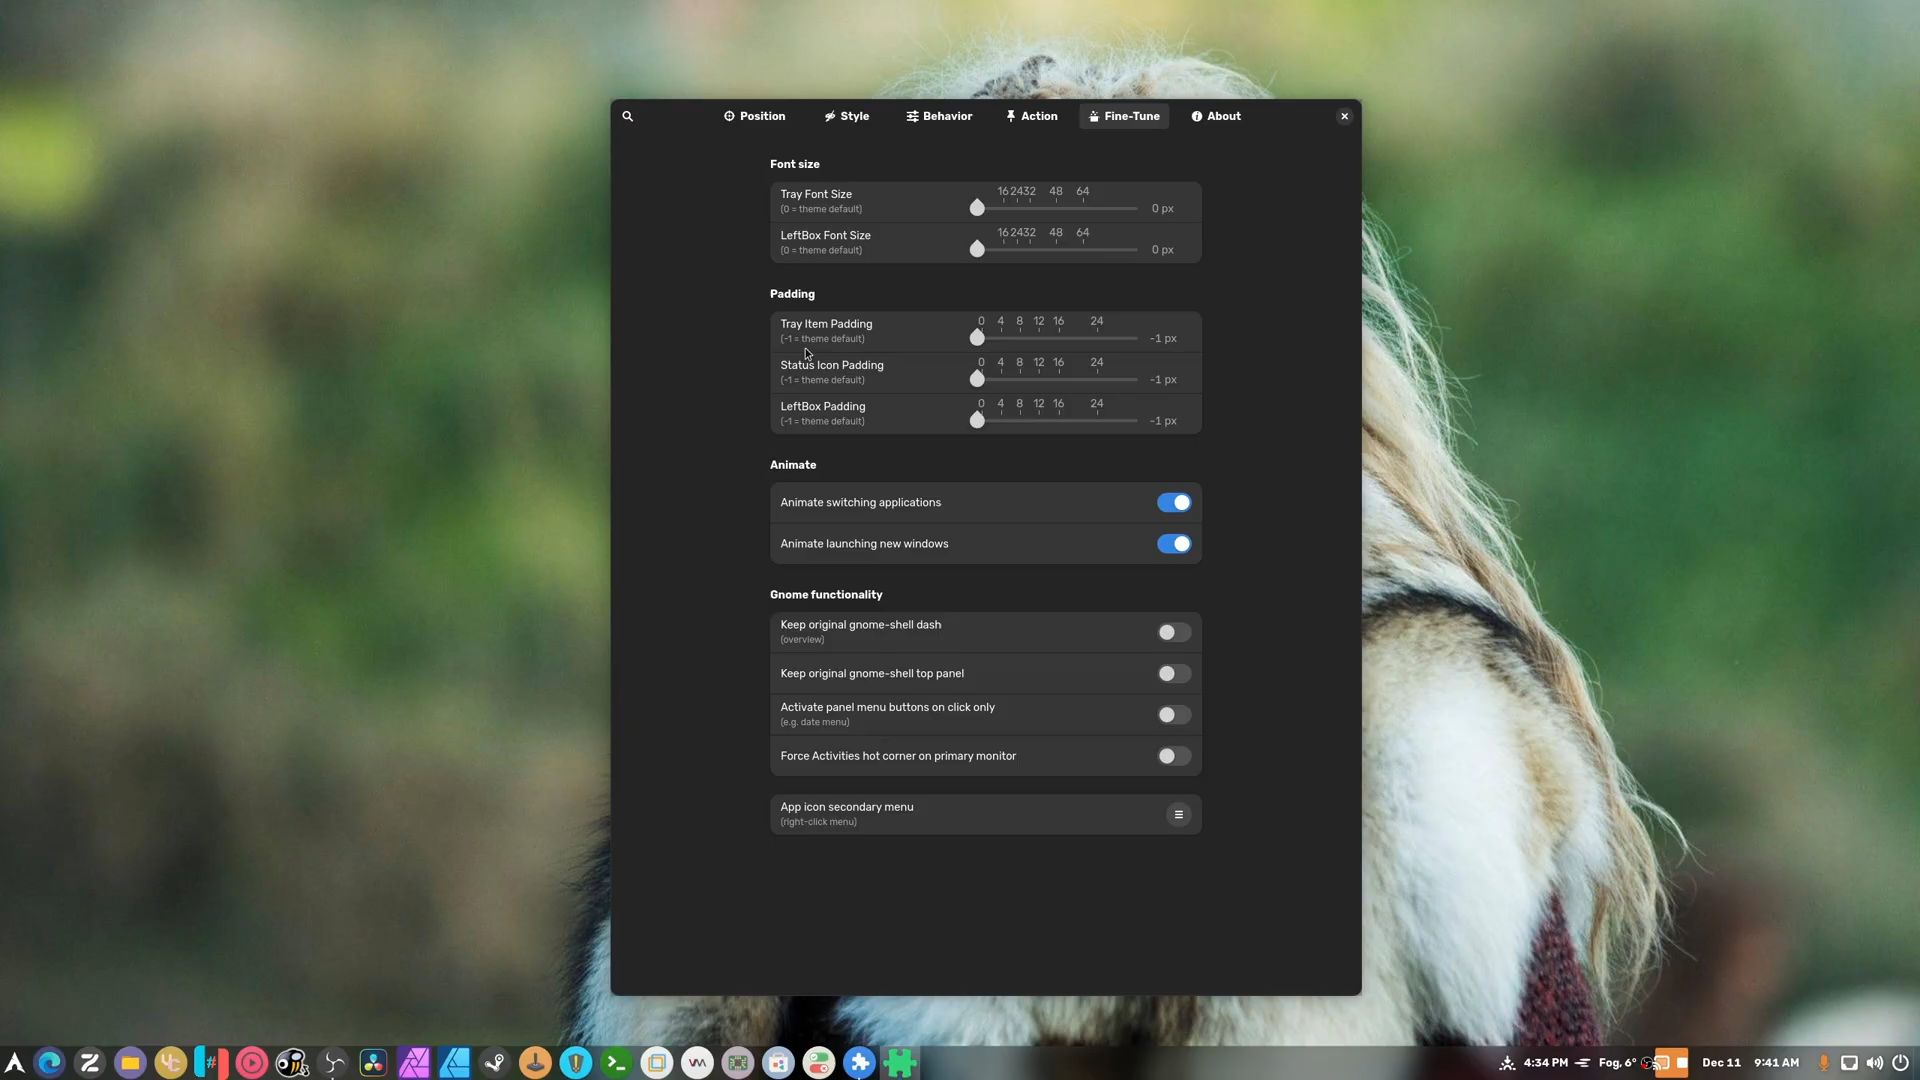 Position Style Behavior Action Fine-Tune About
Font size
Tray Font Size
16 24 32 48 64
(0 = theme default)
0 px
LeftBox Font Size
16 24 32 48 64
(0 = theme default)
0 px
Padding
Tray Item Padding
0 4 8 12 16 24
(-1 = theme default)
-1 px
Status Icon Padding
0 4 8 12 16 24
(-1 = theme default)
-1 px
LeftBox Padding
0 4 8 12 16 24
(-1 = theme default)
-1 px
Animate
Animate switching applications
Animate launching new windows
Gnome functionality
Keep original gnome-shell dash
(overview)
Keep original gnome-shell top panel
Activate panel menu buttons on click only
(e.g. date menu)
Force Activities hot corner on primary monitor
App icon secondary menu
(right-click menu)
4:34 PM Fog, 6° Dec 11 9:41 AM